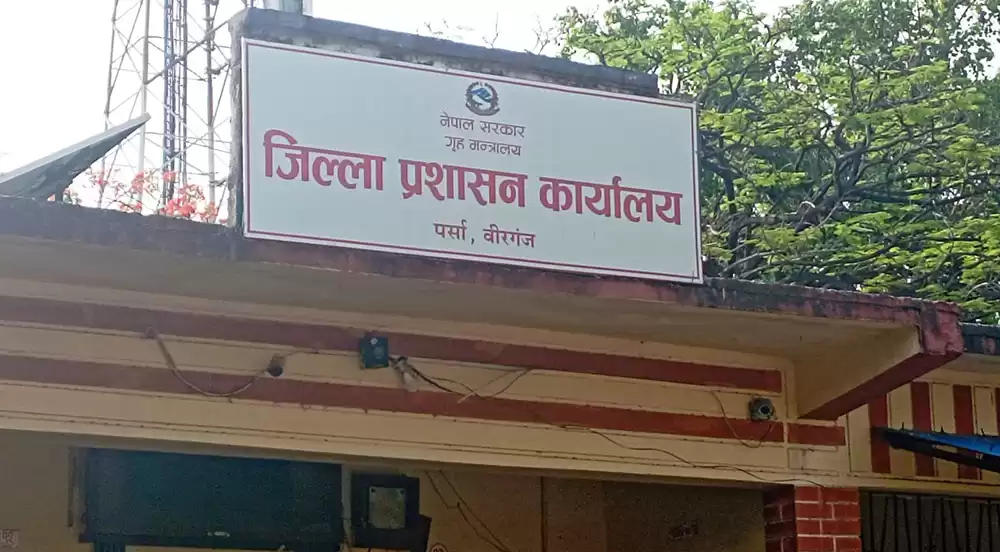 नेपाल सरकार
गृह मन्त्रालय
जिल्ला प्रशासन कार्यालय
पर्सा, वीरगंज